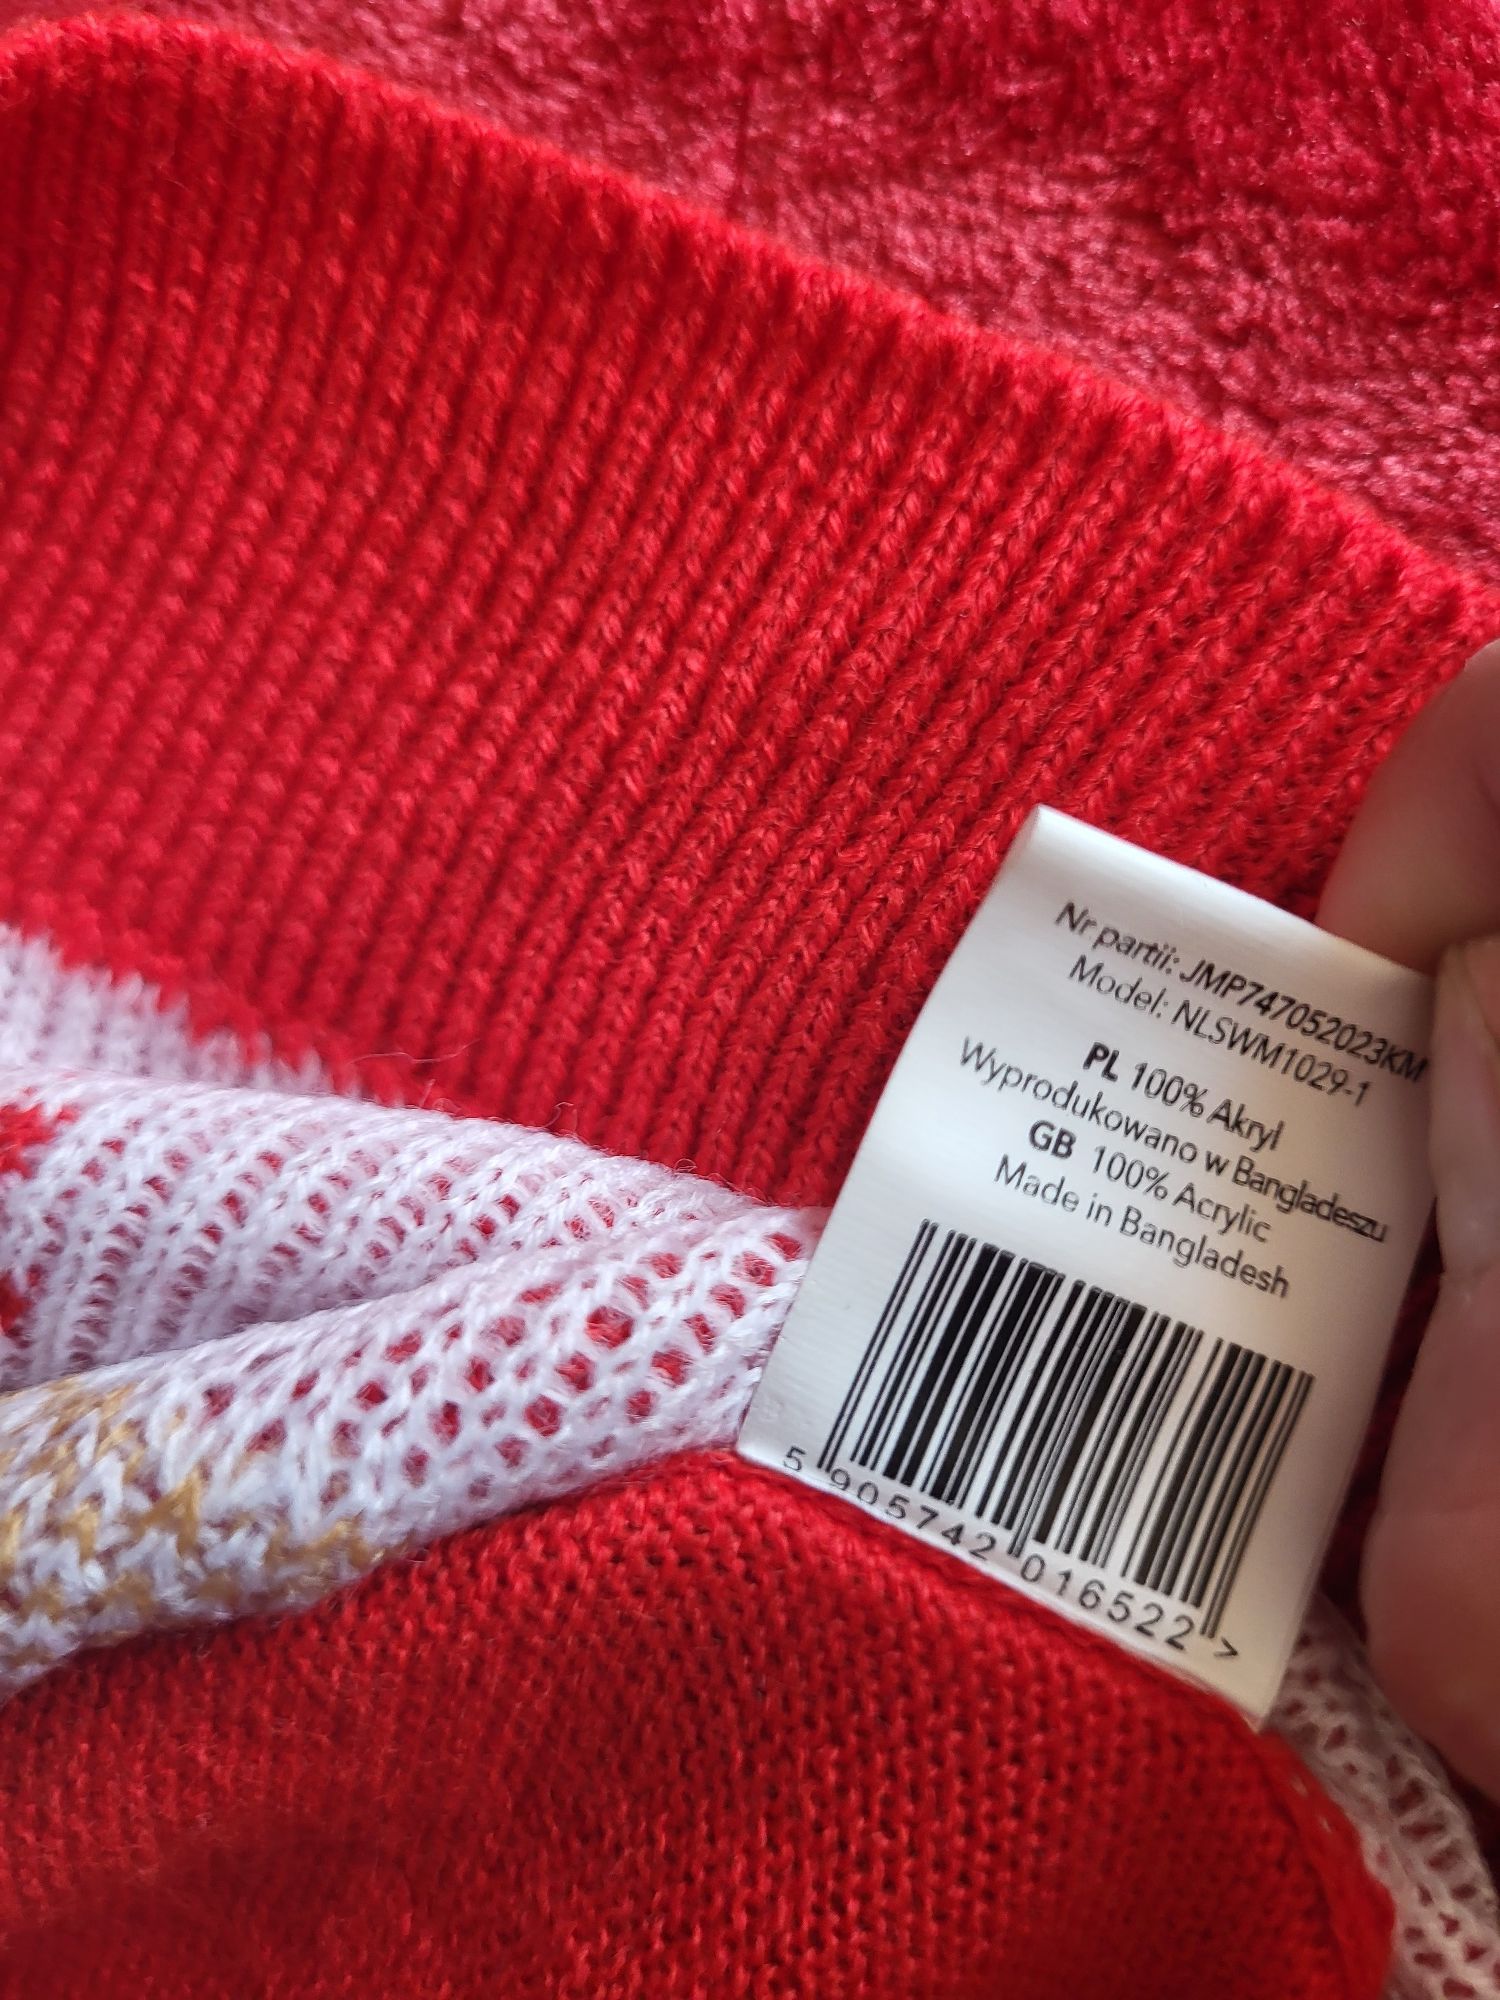 Nr partii: JMP747052023KM
Model: NLSWM1029-1
PL 100% Akryl
Wyprodukowano w Bangladeszu
GB 100% Acrylic
Made in Bangladesh
5 905742 016522 >